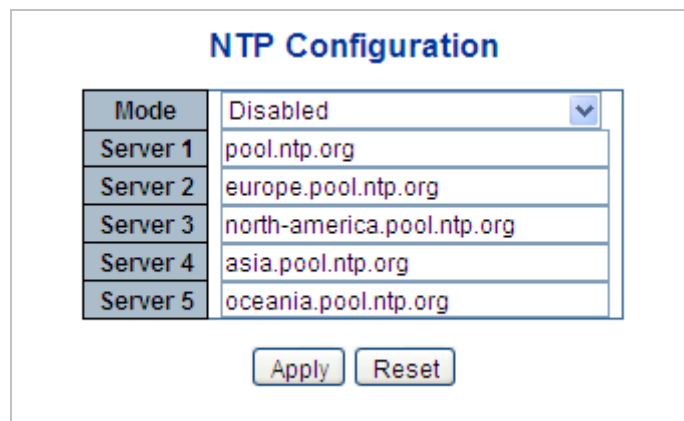 NTP Configuration
Mode Disabled
Server 1 pool.ntp.org
Server 2 europe.pool.ntp.org
Server 3 north-america.pool.ntp.org
Server 4 asia.pool.ntp.org
Server 5 oceania.pool.ntp.org
Apply Reset